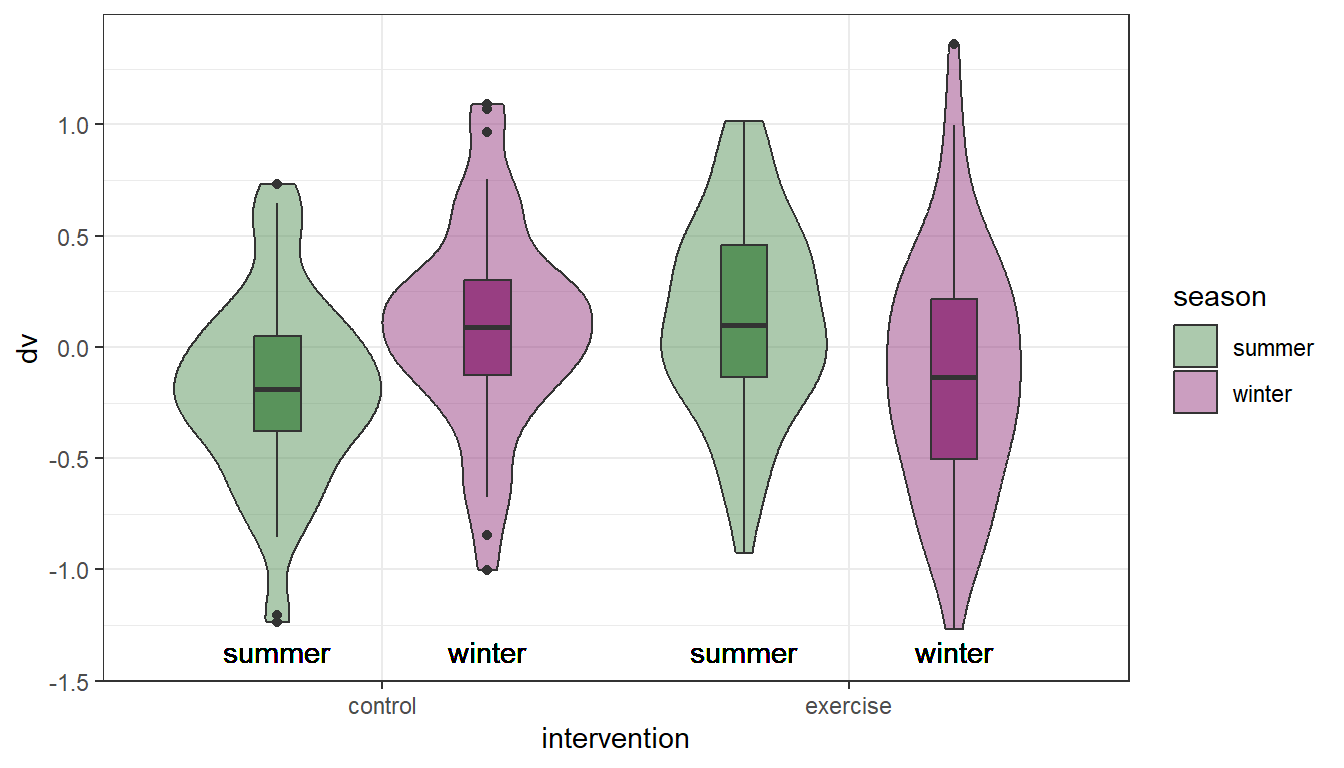 dv
1.0
0.5
0.0
-0.5
-1.0
-1.5
summer winter summer winter
control exercise
intervention
season
summer
winter